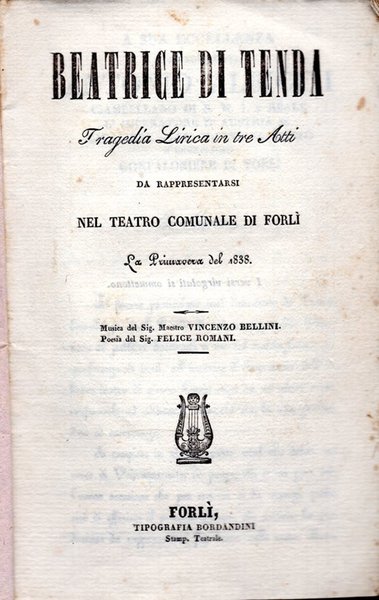 BEATRICE DI TENDA
Tragedia Lirica in tre Atti
DA RAPPRESENTARSI
NEL TEATRO COMUNALE DI FORLÌ
La Primavera del 1838.
Musica del Sig. Maestro VINCENZO BELLINI.
Poesia del Sig. FELICE ROMANI.
FORLÌ,
TIPOGRAFIA BORDANDINI
Stamp. Teatrale.